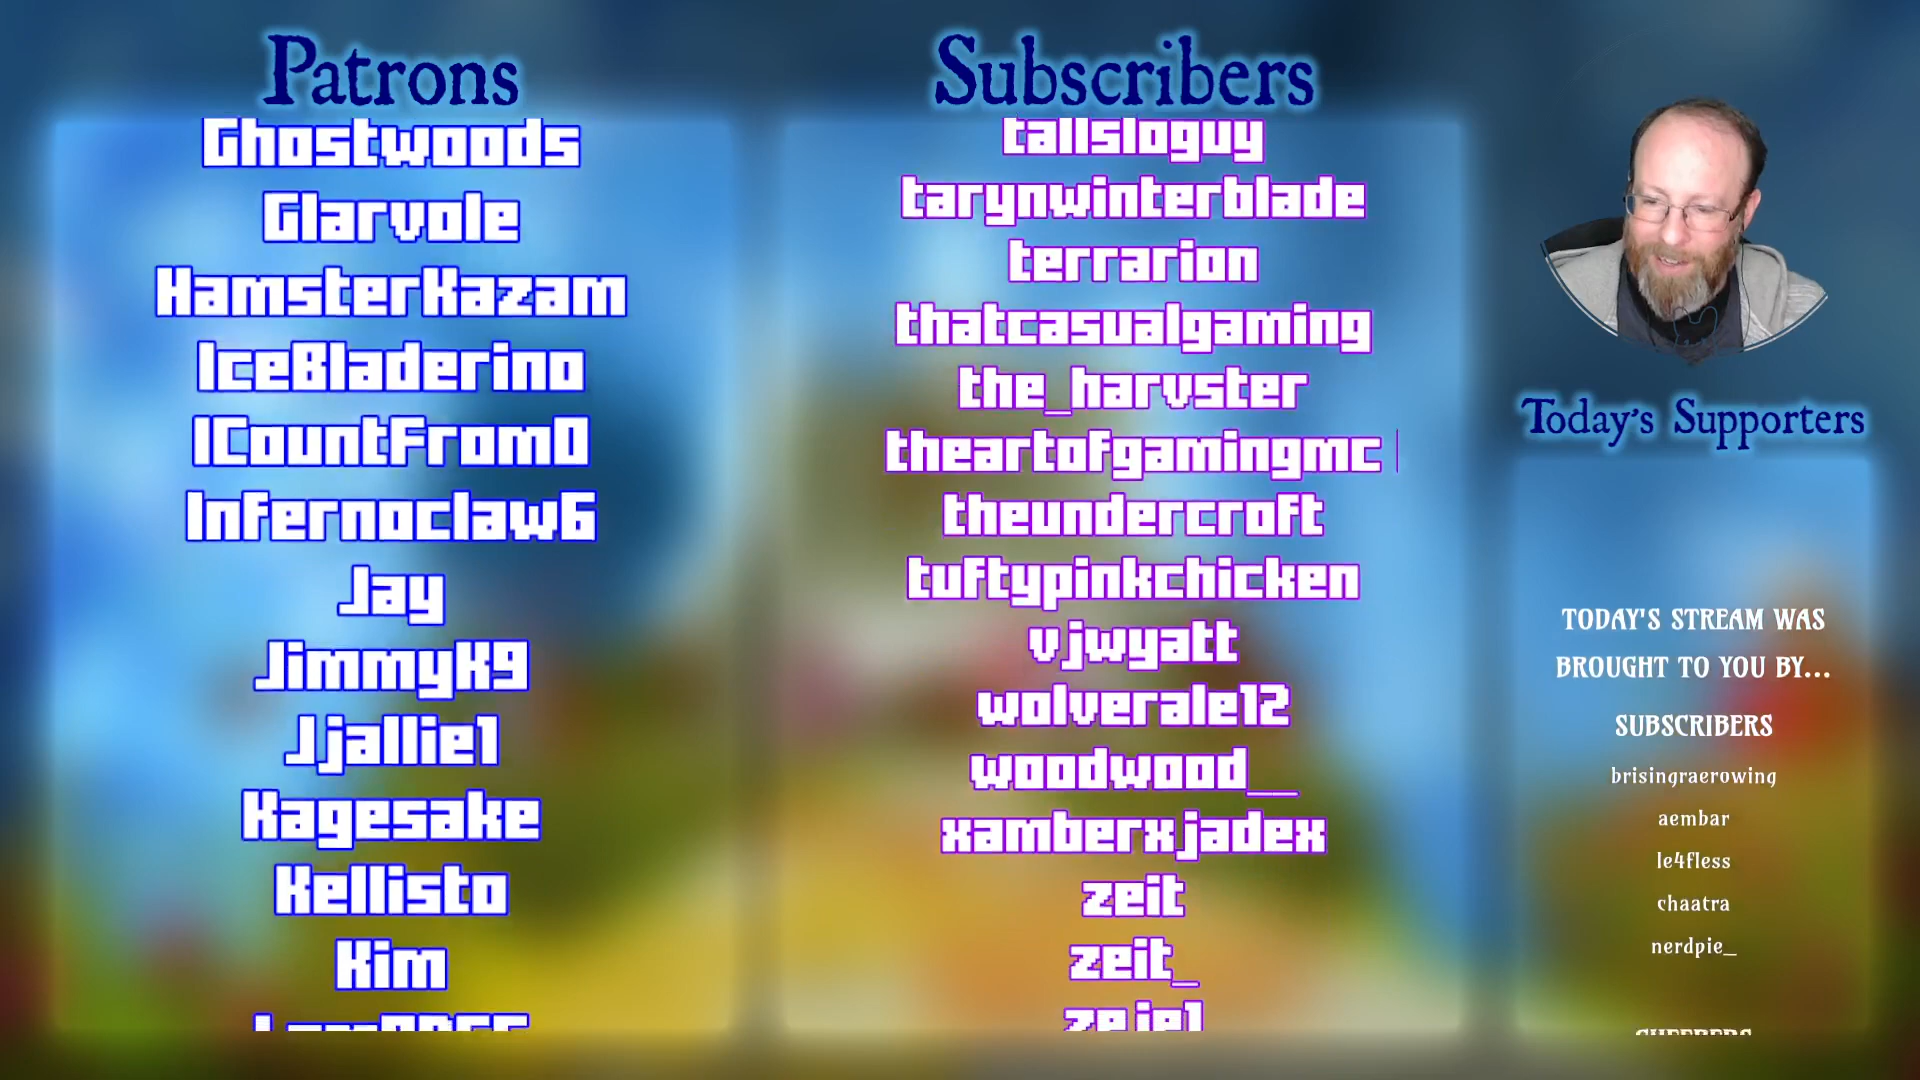 Patrons
Ghostwoods
Glarvole
HamsterKazam
IceBladerino
ICountFrom0
Infernoclaw6
Jay
JimmyK9
Jjallie1
Kagesake
Kellisto
Kim
Subscribers
tallsloguy
tarynwinterblade
terrarion
thatcasualgaming
the_harvster
theartofgamingmc
theundercroft
tuftypinkchicken
vjwyatt
wolverale12
woodwood__
xamberxjadex
zeit
zeit_
Today's Supporters
TODAY'S STREAM WAS
BROUGHT TO YOU BY...
SUBSCRIBERS
brisingraerowing
aembar
le4fless
chaatra
nerdpie_